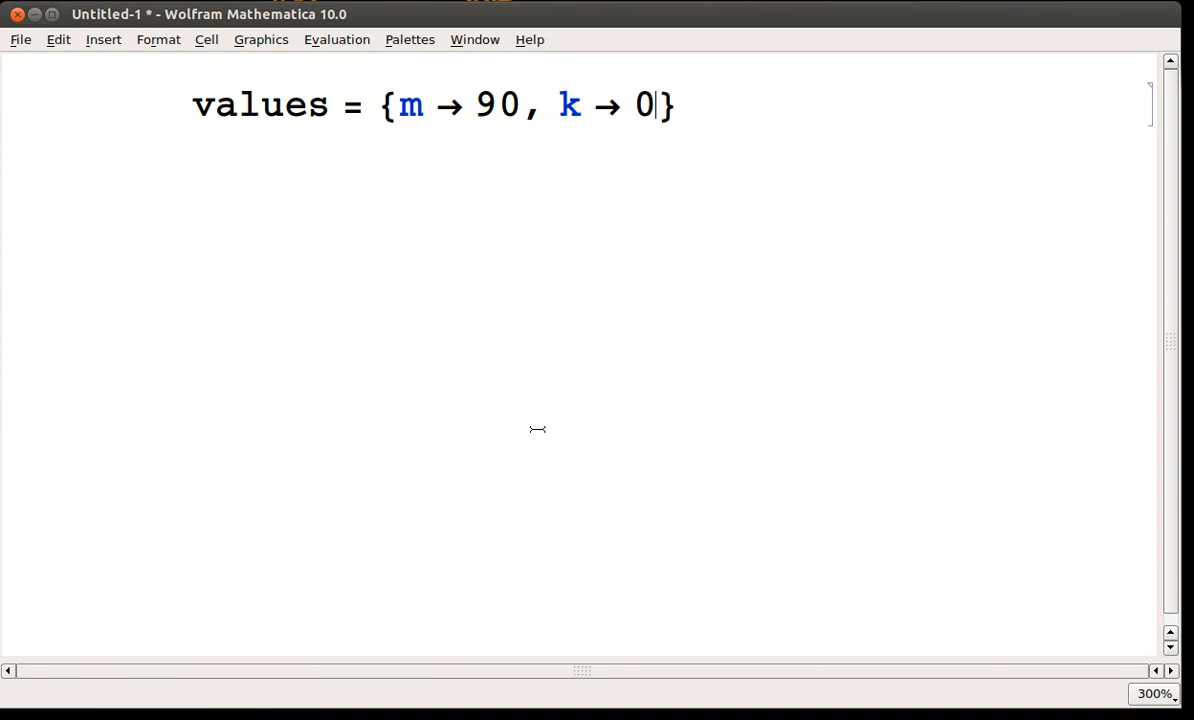 Untitled-1 * - Wolfram Mathematica 10.0
File Edit Insert Format Cell Graphics Evaluation Palettes Window Help
values = {m → 90, k → 0}
300%